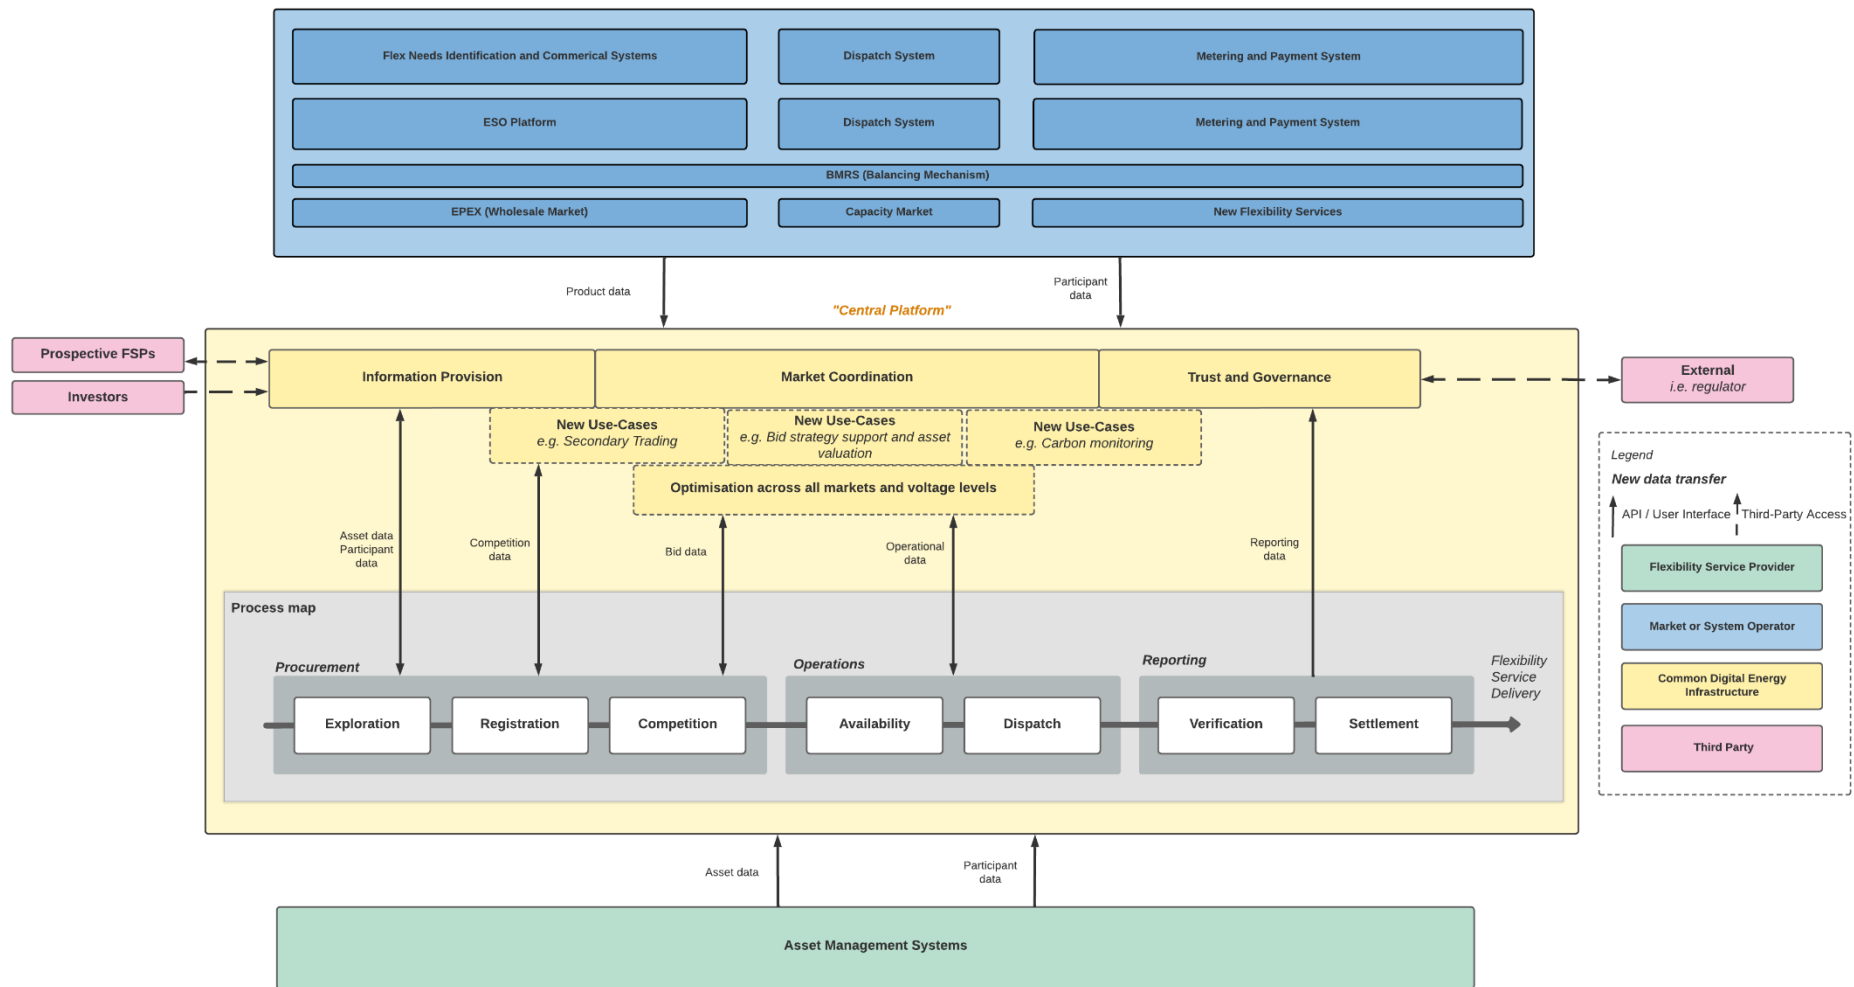 Flex Needs Identification and Commerical Systems
Dispatch System
Metering and Payment System
ESO Platform
Dispatch System
Metering and Payment System
BMRS (Balancing Mechanism)
EPEX (Wholesale Market)
Capacity Market
New Flexibility Services
Product data
Participant
data
"Central Platform"
Prospective FSPs
Investors
Information Provision
Market Coordination
Trust and Governance
External
i.e. regulator
New Use-Cases
e.g. Secondary Trading
New Use-Cases
e.g. Bid strategy support and asset
valuation
New Use-Cases
e.g. Carbon monitoring
Optimisation across all markets and voltage levels
Asset data
Participant
data
Competition
data
Bid data
Operational
data
Reporting
data
Process map
Procurement
Operations
Reporting
Flexibility
Service
Delivery
Exploration
Registration
Competition
Availability
Dispatch
Verification
Settlement
Asset data
Participant
data
Asset Management Systems
Legend
New data transfer
API / User Interface
Third-Party Access
Flexibility Service Provider
Market or System Operator
Common Digital Energy
Infrastructure
Third Party